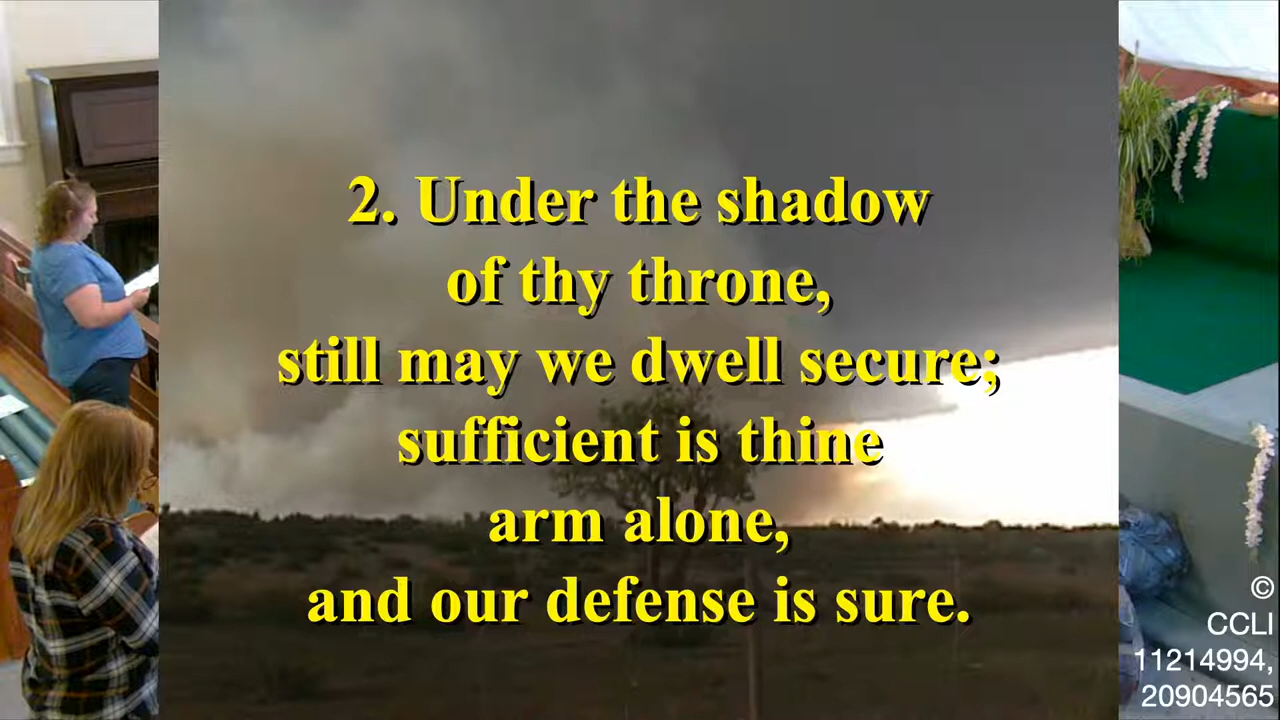 2. Under the shadow
of thy throne,
still may we dwell secure;
sufficient is thine
arm alone,
and our defense is sure.
©
CCLI
11214994,
20904565